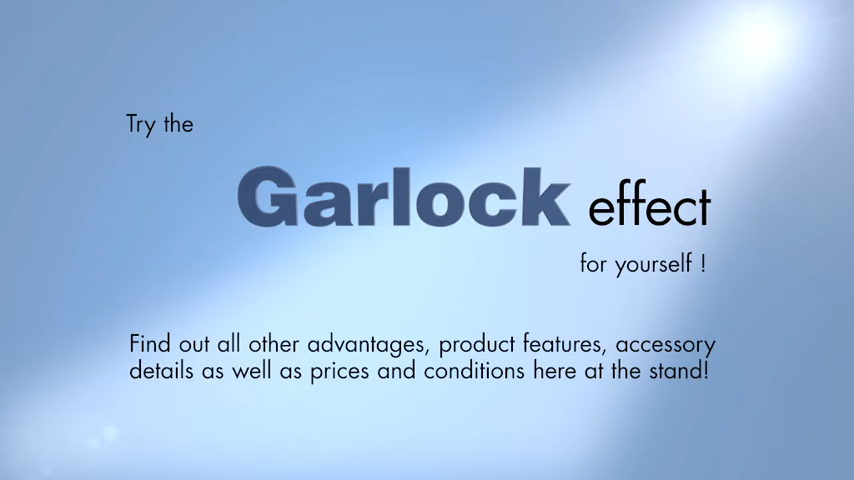 Try the
Garlock effect
for yourself !
Find out all other advantages, product features, accessory
details as well as prices and conditions here at the stand!